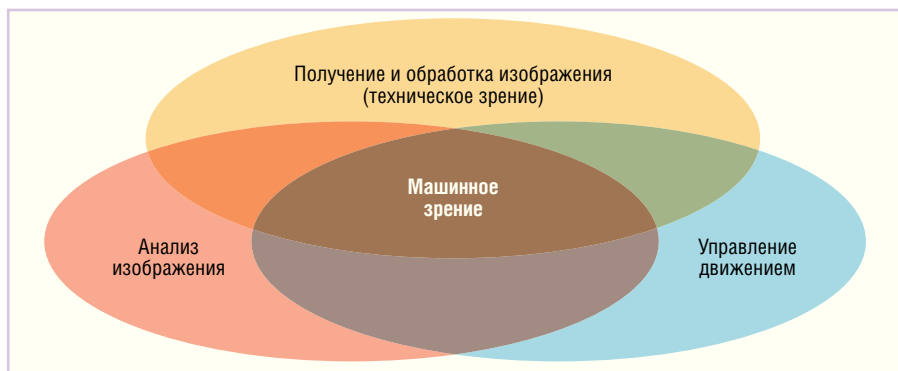 Получение и обработка изображения
(техническое зрение)
Машинное
зрение
Анализ
изображения
Управление
движением